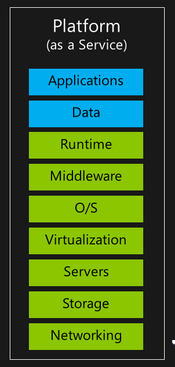 Platform
(as a Service)
Applications
Data
Runtime
Middleware
O/S
Virtualization
Servers
Storage
Networking